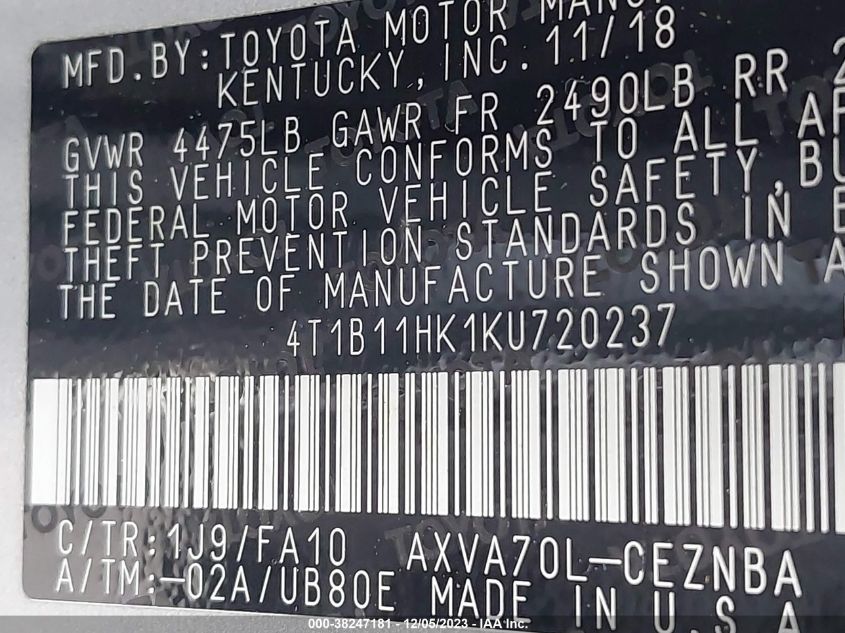 MFD.BY:TOYOTA MOTOR
KENTUCKY, INC. 11/18
GVWR 4475LB GAWR FR 2490LB RR
THIS VEHICLE CONFORMS TO ALL
FEDERAL MOTOR VEHICLE SAFETY,
THEFT PREVENTION STANDARDS IN
THE DATE OF MANUFACTURE SHOWN
4T1B11HK1KU720237
C/TR:1J9/FA10 AXVA70L-CEZNBA
A/TM:-02A/UB80E MADE IN U.S.A
000-38247181 - 12/05/2023 - IAA Inc.